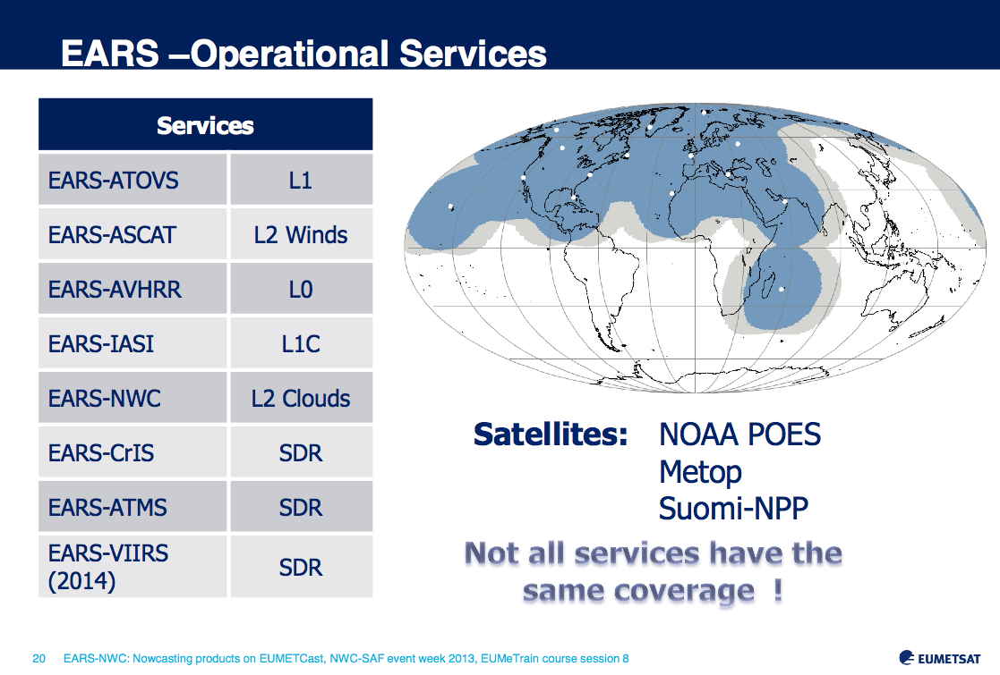 EARS –Operational Services
Services
EARS-ATOVS L1
EARS-ASCAT L2 Winds
EARS-AVHRR L0
EARS-IASI L1C
EARS-NWC L2 Clouds
EARS-CrIS SDR
EARS-ATMS SDR
EARS-VIIRS
(2014) SDR
Satellites: NOAA POES
Metop
Suomi-NPP
Not all services have the
same coverage !
20 EARS-NWC: Nowcasting products on EUMETCast, NWC-SAF event week 2013, EUMeTrain course session 8
EUMETSAT